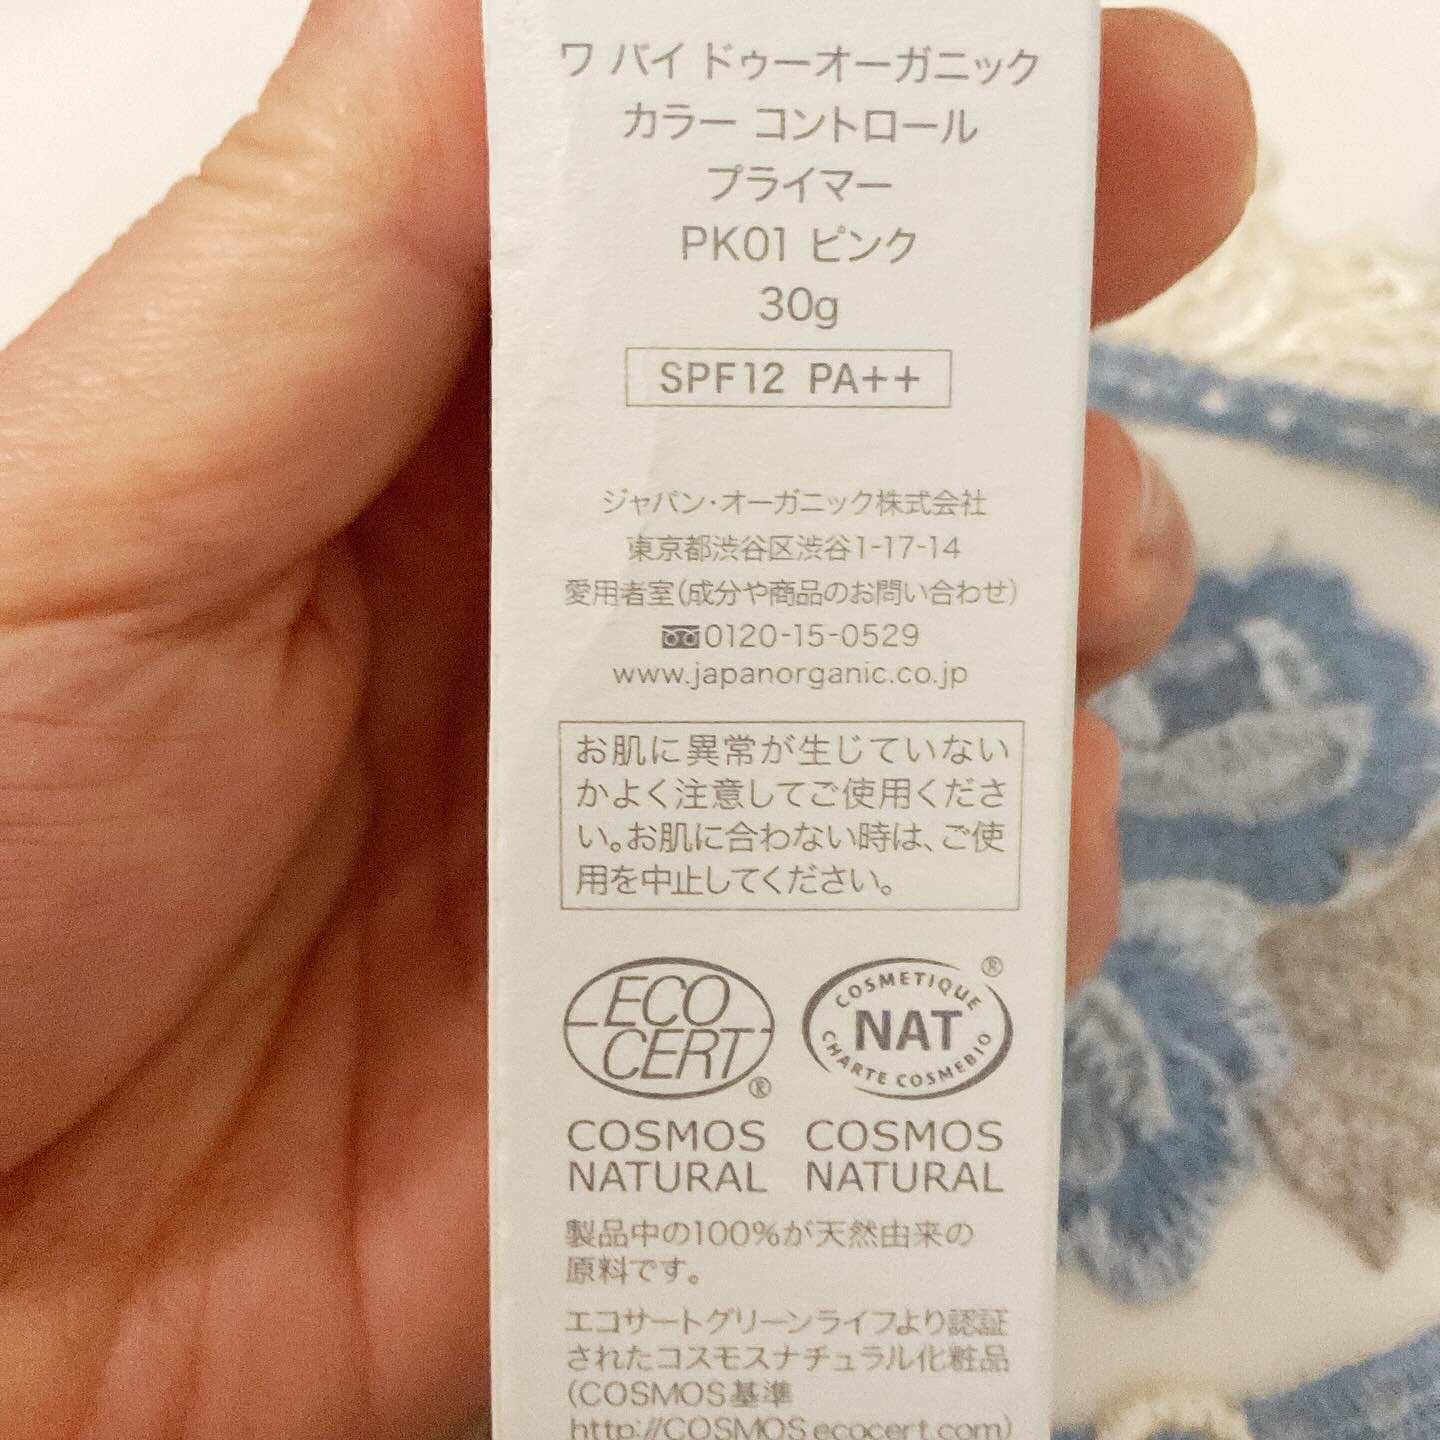 ワ バイ ドゥーオーガニック
カラー コントロール
プライマー
PK01 ピンク
30g
SPF12 PA++
ジャパン・オーガニック株式会社
東京都渋谷区渋谷1-17-14
愛用者室(成分や商品のお問い合わせ)
0120-15-0529
www.japanorganic.co.jp
お肌に異常が生じていない
かよく注意してご使用くださ
い。お肌に合わない時は、ご使
用を中止してください。
ECO
CERT
®
COSMOS
NATURAL
COSMETIQUE
®
NAT
CHARTE COSMEBIO
COSMOS
NATURAL
製品中の100%が天然由来の
原料です。
エコサートグリーンライフより認証
されたコスモスナチュラル化粧品
(COSMOS基準
http://COSMOS.ecocert.com)